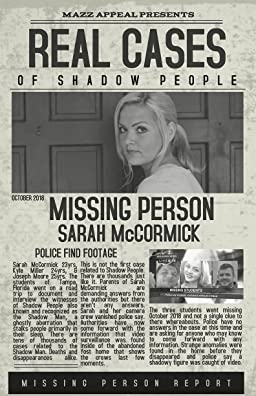 MAZZ APPEAL PRESENTS
REAL CASES
OF SHADOW PEOPLE
OCTOBER 2018
MISSING PERSON
SARAH McCORMICK
POLICE FIND FOOTAGE
Sarah McCormick 23yrs,
Kyle Miller 24yrs, &
Joseph Moore 25yrs. The
students of Tampa,
Florida went on a road
trip to document and
interview the witnesses
of Shadow People also
known and recognized as
the Shadow Man, a
ghostly aberration that
stalks people primarily in
their sleep. There are
tens of thousands of
cases related to the
Shadow Man. Deaths and
disappearances alike.
This is not the first case
related to Shadow People.
There are thousands just
like it. Parents of Sarah
McCormick are
demanding answers from
the authorities but there
aren't any answers.
Sarah and her camera
crew vanished police say.
Authorities have now
come forward with the
information that video
surveillance was found
inside of the abandoned
foster home that shows
the crews last few
moments.
MISSING STUDENTS
The three students went missing
October 2018 and not a single clue to
there whereabouts. Police have no
answers in the case at this time and
are asking for anyone who may know
to come forward with any
information. Strange anomalies were
found in the home before they
disappeared and police say a
shadowy figure was caught of video.
MISSING PERSON REPORT